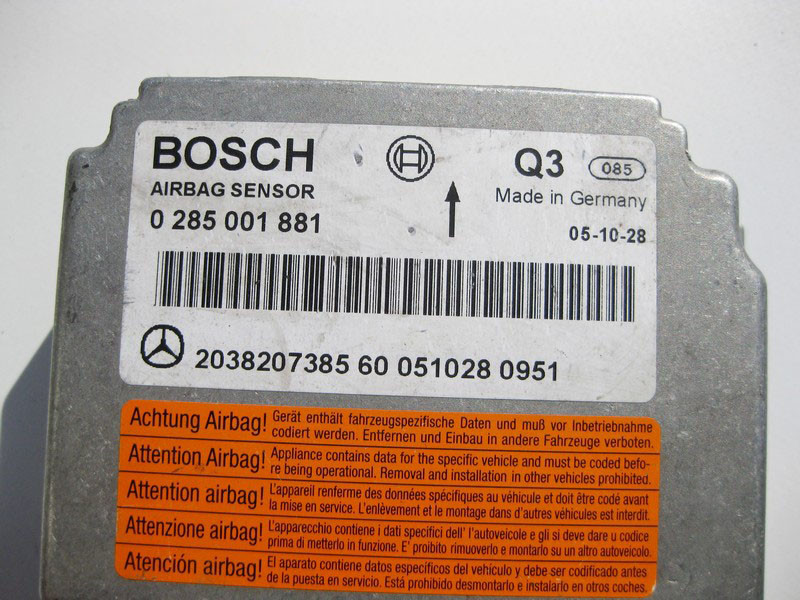 BOSCH
Q3 085
AIRBAG SENSOR
Made in Germany
0 285 001 881
05-10-28
2038207385 60 051028 0951
Achtung Airbag! Gerät enthält fahrzeugspezifische Daten und muß vor Inbetriebnahme
codiert werden. Entfernen und Einbau in andere Fahrzeuge verboten.
Attention Airbag! Appliance contains data for the specific vehicle and must be coded befo-
re being operational. Removal and installation in other vehicles prohibited.
Attention airbag! L'appareil renferme des données spécifiques au véhicule et doit être codé avant
la mise en service. L'enlèvement et le montage dans d'autres véhicules est interdit.
Attenzione airbag! L'apparecchio contiene i dati specifici dell' l'autoveicolo e gli si deve dare u codice
prima di metterlo in funzione. E' proibito rimuoverlo e montarlo su un altro autoveicolo.
Atención airbag! El aparato contiene datos específicos del vehículo y debe ser codificado antes
de la puesta en servicio. Está prohibido desmontarlo e instalarlo en otros coches.